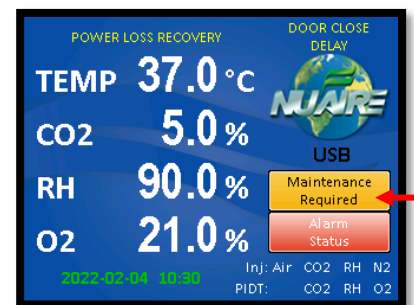 POWER LOSS RECOVERY
DOOR CLOSE
DELAY
TEMP 37.0 °C
NUAIRE
CO2 5.0 %
USB
RH 90.0 %
Maintenance
Required
O2 21.0 %
Alarm
Status
2022-02-04 10:30
Inj: Air CO2 RH N2
PIDT: CO2 RH O2